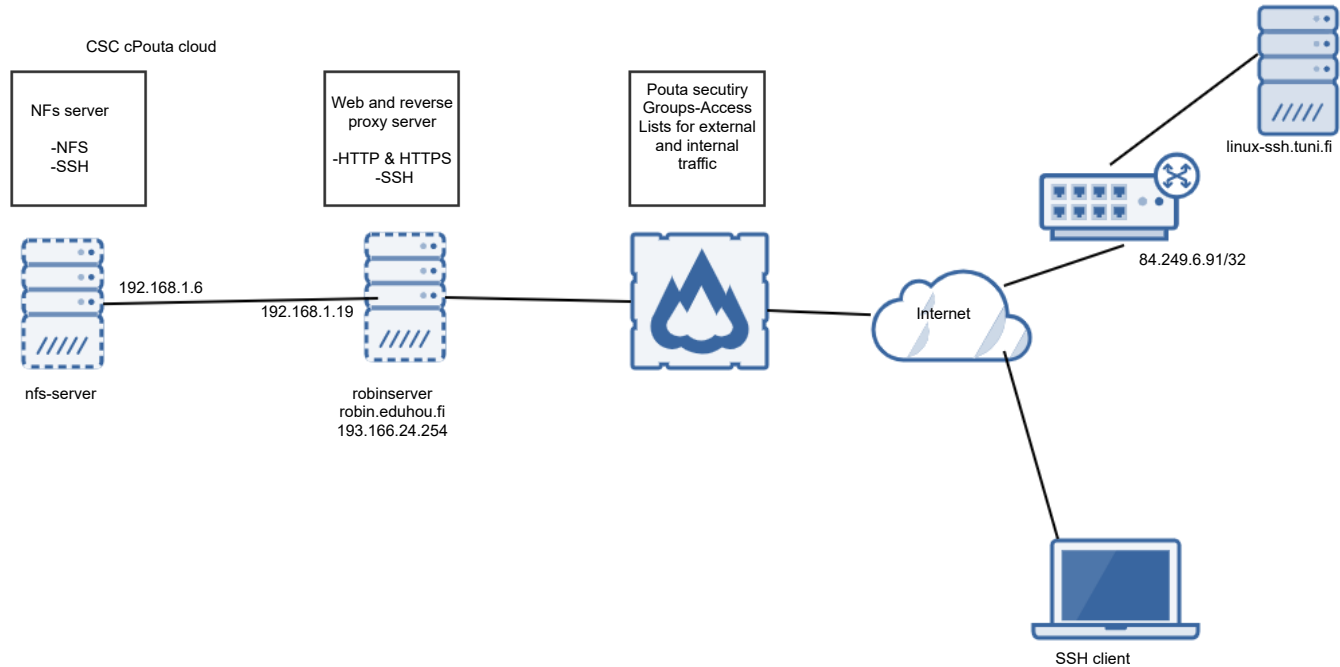 CSC cPouta cloud
NFs server
-NFS
-SSH
Web and reverse
proxy server
-HTTP & HTTPS
-SSH
Pouta secutiry
Groups-Access
Lists for external
and internal
traffic
linux-ssh.tuni.fi
84.249.6.91/32
192.168.1.6
192.168.1.19
Internet
nfs-server
robinserver
robin.eduhou.fi
193.166.24.254
SSH client